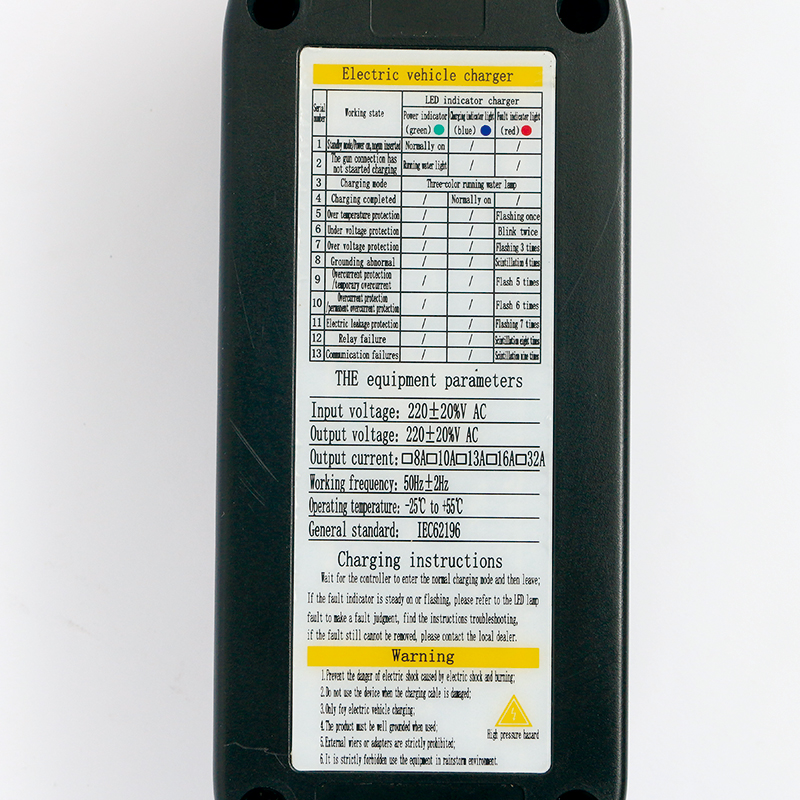 Electric vehicle charger
Serial number Working state LED indicator charger
Power indicator (green) Charging indicator light (blue) Fault indicator light (red)
1 Standby mode/Power on, nogun inserted Normally on / /
2 The gun connection has not staarted charging Running water light / /
3 Charging mode Three-color running water lamp
4 Charging completed / Normally on /
5 Over temperature protection / / Flashing once
6 Under voltage protection / / Blink twice
7 Over voltage protection / / Flashing 3 times
8 Grounding abnormal / / Scintillation 4 times
9 Overcurrent protection /temporary overcurrent / / Flash 5 times
10 Overcurrent protection /permanent overcurrent protection / / Flash 6 times
11 Electric leakage protection / / Flashing 7 times
12 Relay failure / / Scintillation eight times
13 Communication failures / / Scintillation nine times
THE equipment parameters
Input voltage: 220±20%V AC
Output voltage: 220±20%V AC
Output current: □8A□10A□13A□16A□32A
Working frequency: 50Hz±2Hz
Operating temperature: -25℃ to +55℃
General standard: IEC62196
Charging instructions
Wait for the controller to enter the normal charging mode and then leave;
If the fault indicator is steady on or flashing, please refer to the LED lamp
fault to make a fault judgment, find the instructions troubleshooting,
if the fault still cannot be removed, please contact the local dealer.
Warning
1.Prevent the danger of electric shock caused by electric shock and burning;
2.Do not use the device when the charging cable is damaged;
3.Only foy electric vehicle charging;
4.The product must be well grounded when used;
5.External wiers or adapters are strictly prohibited;
6.It is strictly forbidden use the equipment in rainstorm environment.
High pressure hazard